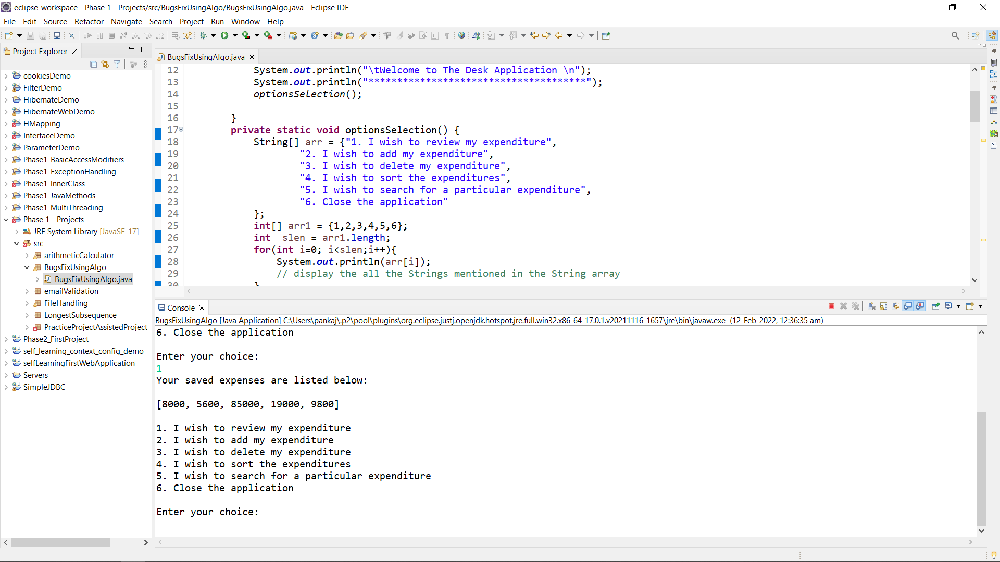 eclipse-workspace - Phase 1 - Projects/src/BugsFixUsingAlgo/BugsFixUsingAlgo.java - Eclipse IDE
File Edit Source Refactor Navigate Search Project Run Window Help
Project Explorer
cookiesDemo
FilterDemo
HibernateDemo
HibernateWebDemo
HMapping
InterfaceDemo
ParameterDemo
Phase1_BasicAccessModifiers
Phase1_ExceptionHandling
Phase1_InnerClass
Phase1_JavaMethods
Phase1_MultiThreading
Phase 1 - Projects
JRE System Library [JavaSE-17]
src
arithmeticCalculator
BugsFixUsingAlgo
BugsFixUsingAlgo.java
emailValidation
FileHandling
LongestSubsequence
PracticeProjectAssistedProject
Phase2_FirstProject
self_learning_context_config_demo
selfLearningFirstWebApplication
Servers
SimpleJDBC
BugsFixUsingAlgo.java
12 System.out.println("\tWelcome to The Desk Application \n");
13 System.out.println("**************************************");
14 optionsSelection();
15
16 }
17 private static void optionsSelection() {
18 String[] arr = {"1. I wish to review my expenditure",
19 "2. I wish to add my expenditure",
20 "3. I wish to delete my expenditure",
21 "4. I wish to sort the expenditures",
22 "5. I wish to search for a particular expenditure",
23 "6. Close the application"
24 };
25 int[] arr1 = {1,2,3,4,5,6};
26 int  slen = arr1.length;
27 for(int i=0; i<slen;i++){
28 System.out.println(arr[i]);
29 // display the all the Strings mentioned in the String array
30 }
Console
BugsFixUsingAlgo [Java Application] C:\Users\pankaj\.p2\pool\plugins\org.eclipse.justj.openjdk.hotspot.jre.full.win32.x86_64_17.0.1.v20211116-1657\jre\bin\javaw.exe (12-Feb-2022, 12:36:35 am)
6. Close the application
Enter your choice:
1
Your saved expenses are listed below:
[8000, 5600, 85000, 19000, 9800]
1. I wish to review my expenditure
2. I wish to add my expenditure
3. I wish to delete my expenditure
4. I wish to sort the expenditures
5. I wish to search for a particular expenditure
6. Close the application
Enter your choice: